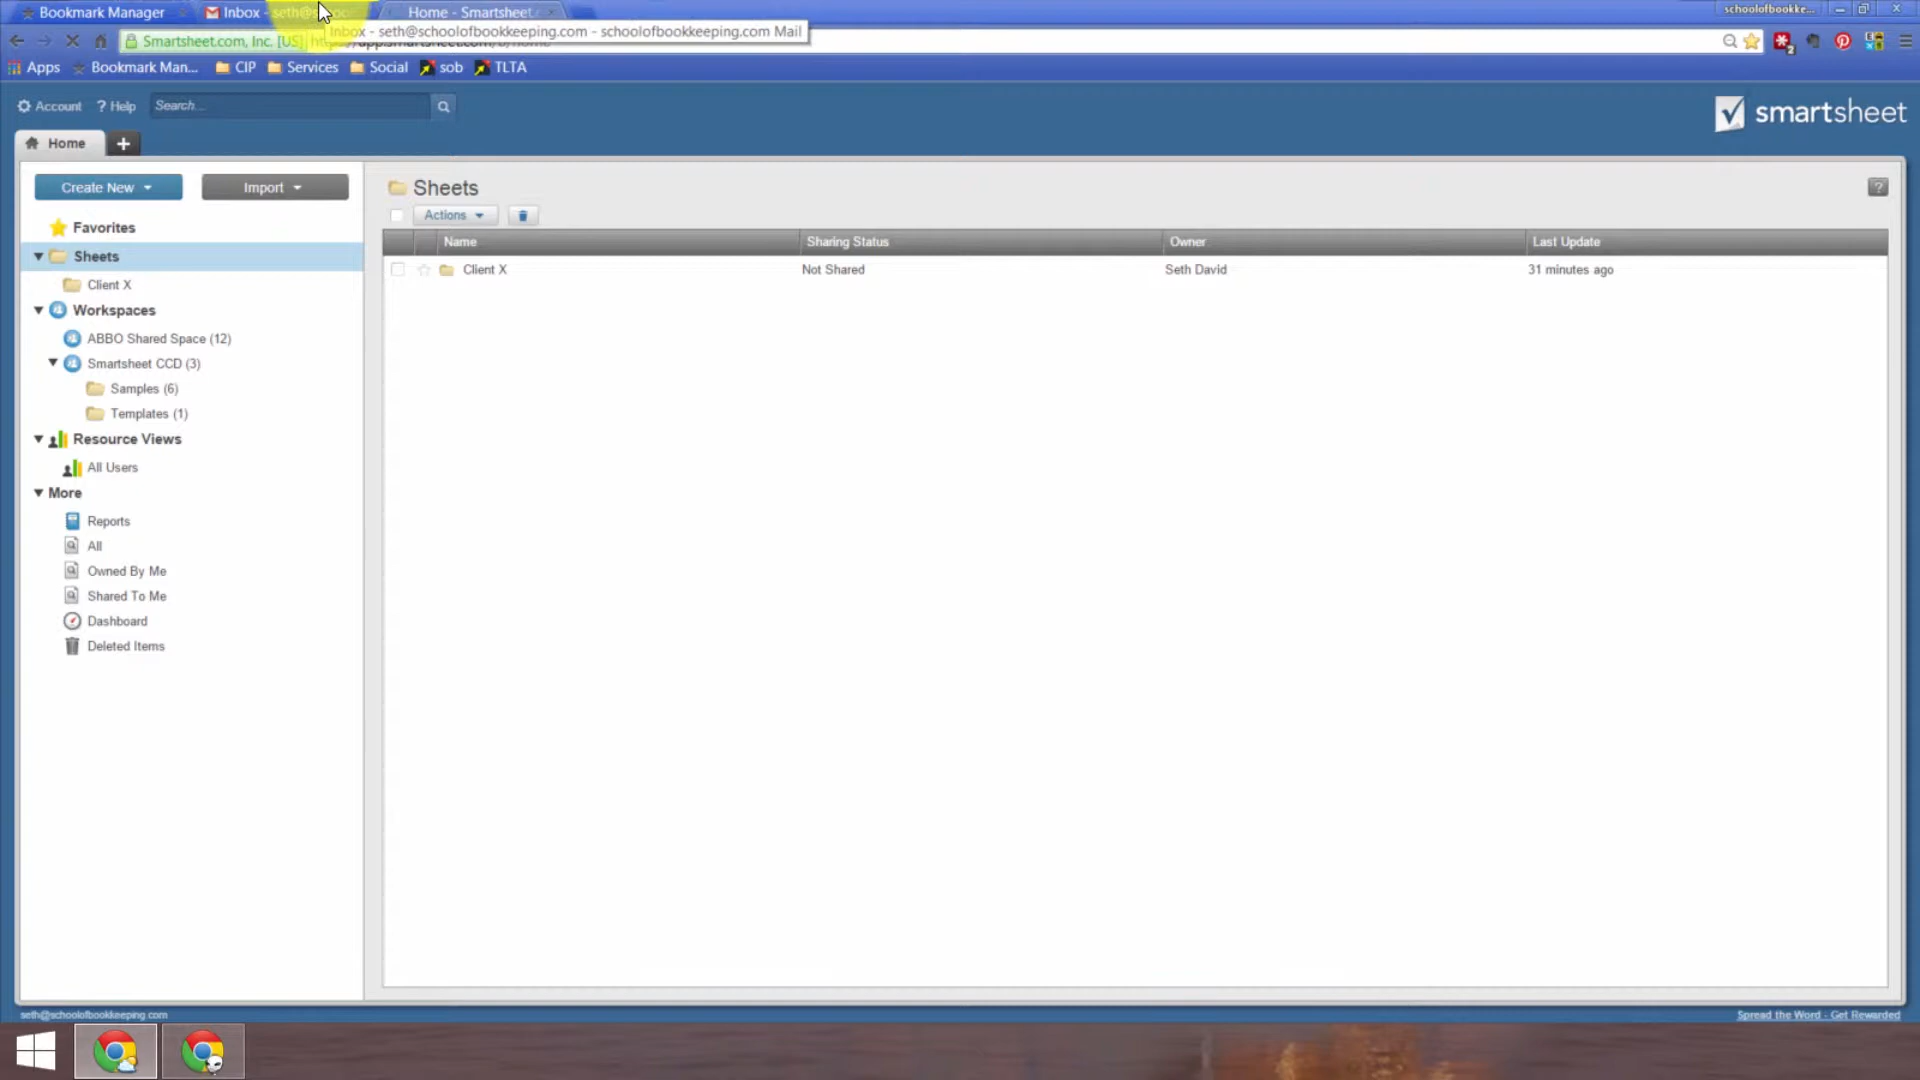 Bookmark Manager
Inbox - seth@s
Home - Smartsheet.c
schoolofbookke...
Smartsheet.com, Inc. [US]
Inbox - seth@schoolofbookkeeping.com - schoolofbookkeeping.com Mail
Apps
Bookmark Man...
CIP
Services
Social
sob
TLTA
Account
? Help
Search...
smartsheet
Home
+
Create New
Import
Sheets
?
Favorites
Actions
Name
Sharing Status
Owner
Last Update
Sheets
Client X
Not Shared
Seth David
31 minutes ago
Client X
Workspaces
ABBO Shared Space (12)
Smartsheet CCD (3)
Samples (6)
Templates (1)
Resource Views
All Users
More
Reports
All
Owned By Me
Shared To Me
Dashboard
Deleted Items
seth@schoolofbookkeeping.com
Spread the Word - Get Rewarded